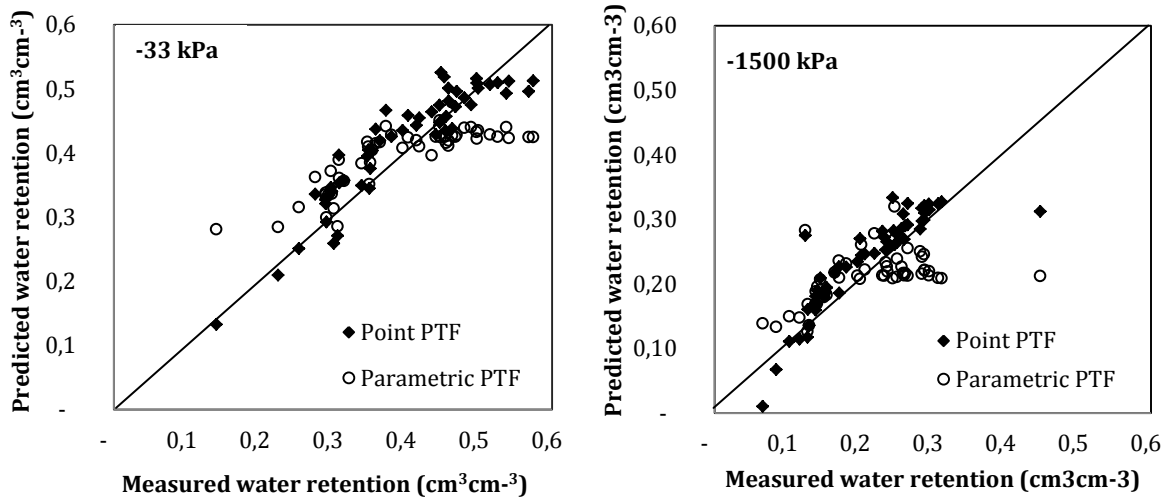 Predicted water retention (cm³cm-³)
0,6
0,5
0,4
0,3
0,2
0,1
-
-33 kPa
Point PTF
Parametric PTF
- 0,1 0,2 0,3 0,4 0,5 0,6
Measured water retention (cm³cm-³)
Predicted water retention (cm3cm-3)
0,60
0,50
0,40
0,30
0,20
0,10
-
-1500 kPa
Point PTF
Parametric PTF
- 0,1 0,2 0,3 0,4 0,5 0,6
Measured water retention (cm3cm-3)